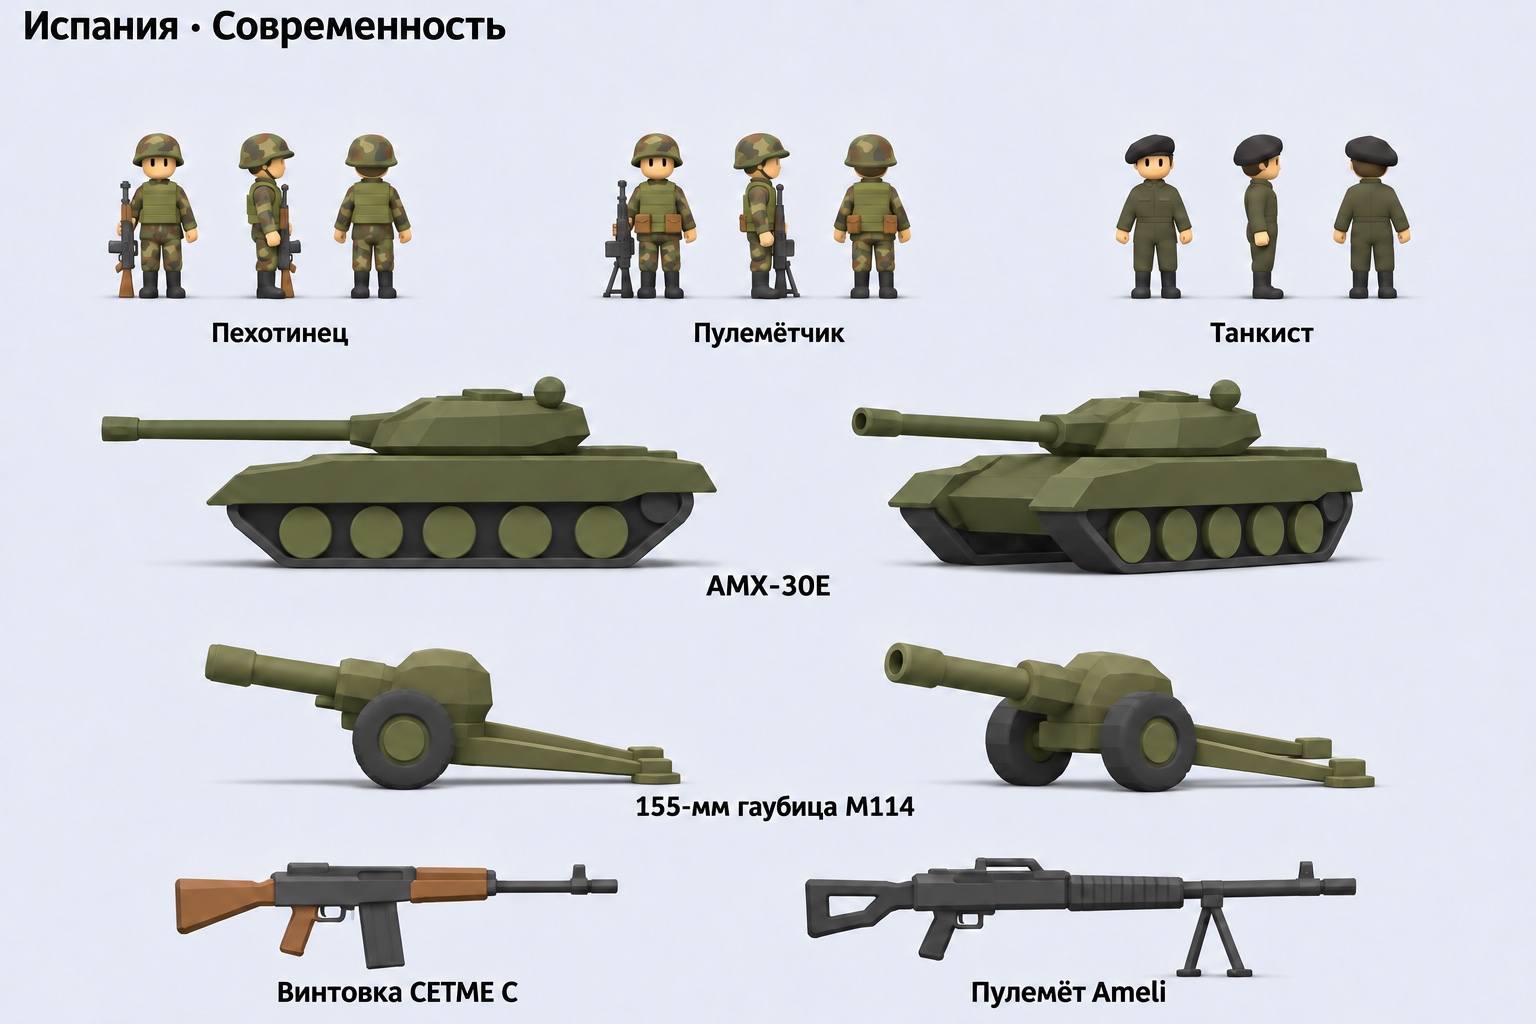 Испания · Современность
Пехотинец
Пулемётчик
Танкист
AMX-30E
155-мм гаубица M114
Винтовка CETME C
Пулемёт Ameli